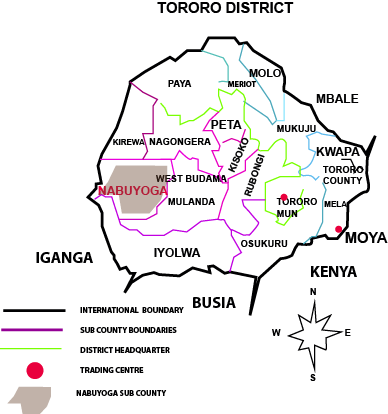 TORORO DISTRICT
MOLO
PAYA
MERIOT
MBALE
PETA
MUKUJU
KIREWA
NAGONGERA
KISOKO
KWAPA
RUBONGI
TORORO
COUNTY
WEST BUDAMA
NABUYOGA
MULANDA
TORORO
MUN
MELA
MOYA
OSUKURU
IYOLWA
IGANGA
KENYA
BUSIA
N
W
E
S
INTERNATIONAL BOUNDARY
SUB COUNTY BOUNDARIES
DISTRICT HEADQUARTER
TRADING CENTRE
NABUYOGA SUB COUNTY